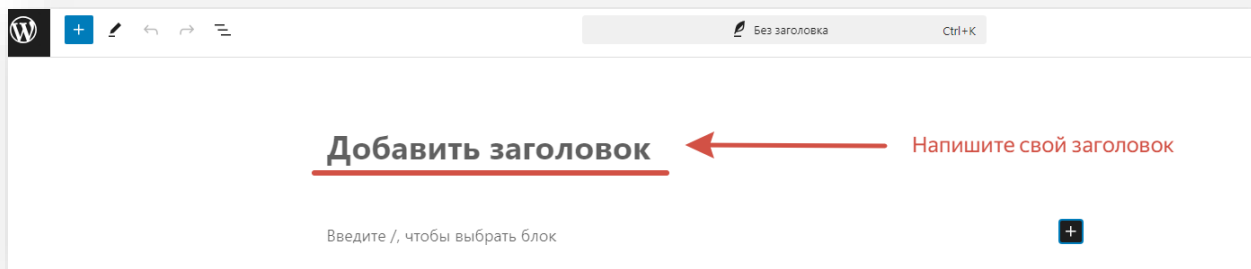 Без заголовка Ctrl+K
Добавить заголовок
Напишите свой заголовок
Введите /, чтобы выбрать блок